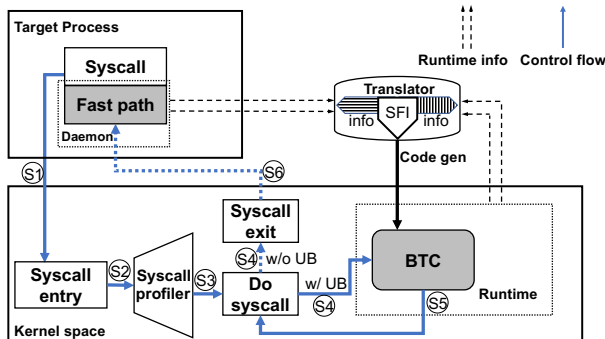 Target Process
Syscall
Fast path
Daemon
Runtime info
Control flow
Translator
SFI
info
info
Code gen
S1
S6
Syscall
exit
S4
w/o UB
Syscall
entry
S2
Syscall
profiler
S3
Do
syscall
w/ UB
S4
BTC
S5
Runtime
Kernel space